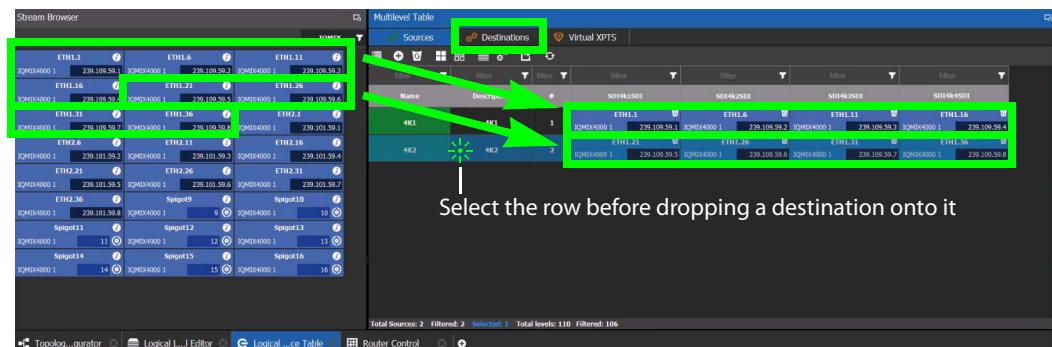 Stream Browser
Multilevel Table
IQMIX
Sources Destinations Virtual XPTS
ETH1.1 ETH1.6 ETH1.11
IQMIX4000 1 239.109.59.1 IQMIX4000 1 239.109.59.2 IQMIX4000 1 239.109.59.3
ETH1.16 ETH1.21 ETH1.26
IQMIX4000 1 239.109.59.4 IQMIX4000 1 239.109.59.5 IQMIX4000 1 239.109.59.6
ETH1.31 ETH1.36 ETH2.1
IQMIX4000 1 239.109.59.7 IQMIX4000 1 239.109.59.8 IQMIX4000 1 239.101.59.1
ETH2.6 ETH2.11 ETH2.16
IQMIX4000 1 239.101.59.2 IQMIX4000 1 239.101.59.3 IQMIX4000 1 239.101.59.4
ETH2.21 ETH2.26 ETH2.31
IQMIX4000 1 239.101.59.5 IQMIX4000 1 239.101.59.6 IQMIX4000 1 239.101.59.7
ETH2.36 Spigot9 Spigot10
IQMIX4000 1 239.101.59.8 IQMIX4000 1 9 IQMIX4000 1 10
Spigot11 Spigot12 Spigot13
IQMIX4000 1 11 IQMIX4000 1 12 IQMIX4000 1 13
Spigot14 Spigot15 Spigot16
IQMIX4000 1 14 IQMIX4000 1 15 IQMIX4000 1 16
filter filter filter filter filter filter filter
Name # SDI4k1SDI SDI4k2SDI SDI4k3SDI SDI4k4SDI
4K1 4K1 1
ETH1.1 ETH1.6 ETH1.11 ETH1.16
IQMIX4000 1 239.109.59.1 IQMIX4000 1 239.109.59.2 IQMIX4000 1 239.109.59.3 IQMIX4000 1 239.109.59.4
4K2 4K2 2
ETH1.21 ETH1.26 ETH1.31 ETH1.36
IQMIX4000 1 239.109.59.5 IQMIX4000 1 239.109.59.6 IQMIX4000 1 239.109.59.7 IQMIX4000 1 239.109.59.8
Select the row before dropping a destination onto it
Total Sources: 2 Filtered: 2 Selected: 1 Total levels: 110 Filtered: 106
Topolog...gurator Logical L...l Editor Logical ...ce Table Router Control